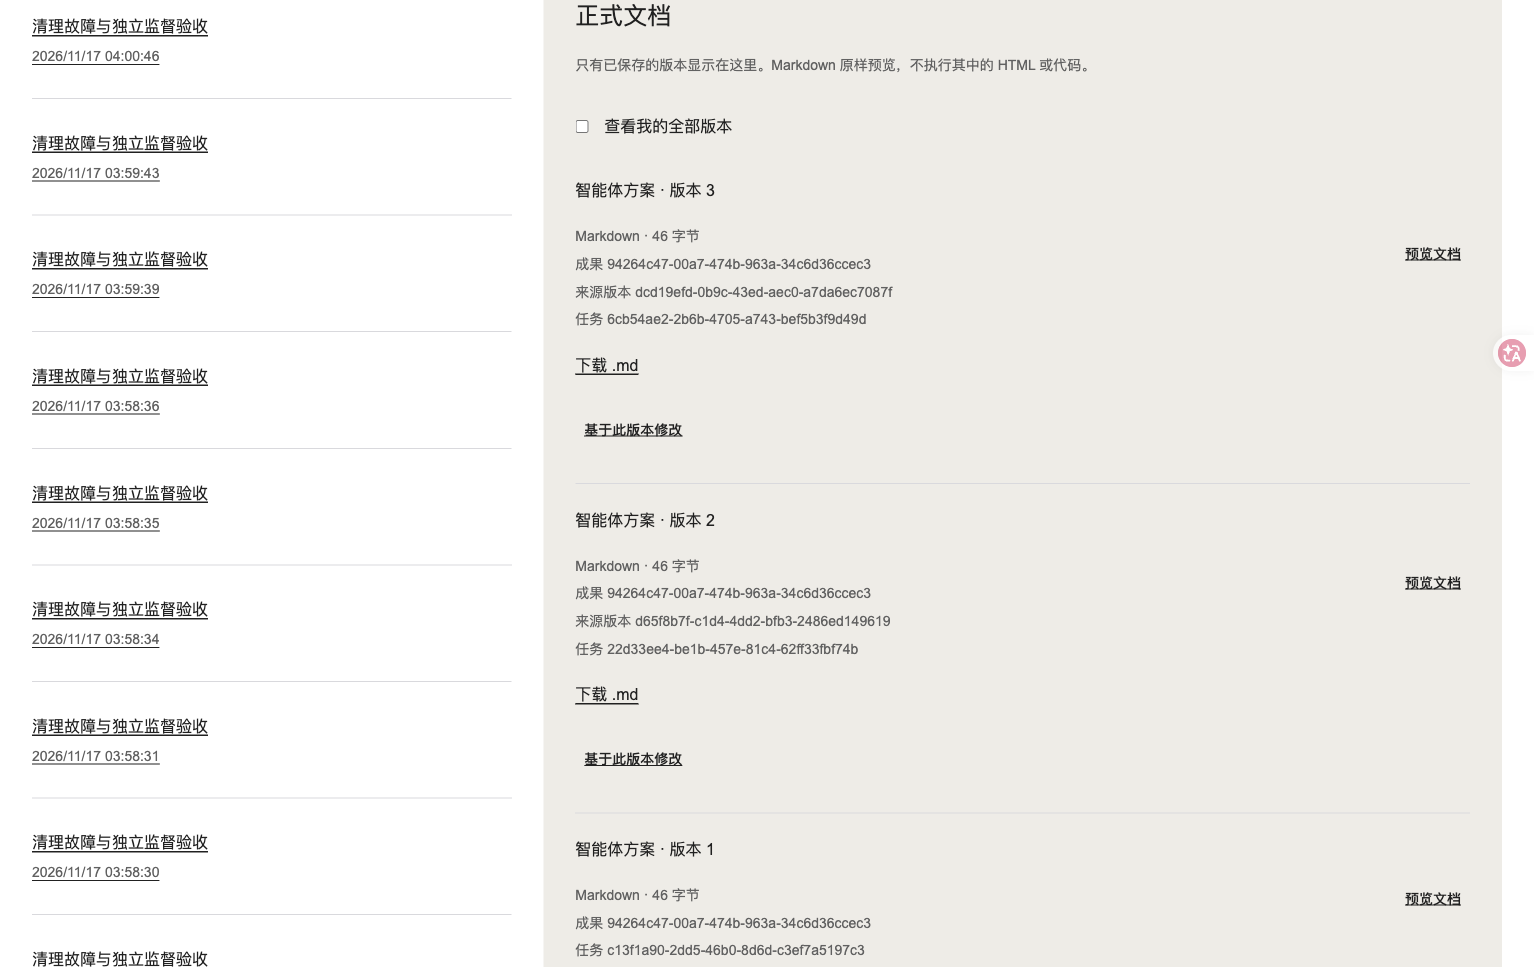 清理故障与独立监督验收
2026/11/17 04:00:46
清理故障与独立监督验收
2026/11/17 03:59:43
清理故障与独立监督验收
2026/11/17 03:59:39
清理故障与独立监督验收
2026/11/17 03:58:36
清理故障与独立监督验收
2026/11/17 03:58:35
清理故障与独立监督验收
2026/11/17 03:58:34
清理故障与独立监督验收
2026/11/17 03:58:31
清理故障与独立监督验收
2026/11/17 03:58:30
清理故障与独立监督验收
正式文档
只有已保存的版本显示在这里。Markdown 原样预览，不执行其中的 HTML 或代码。
查看我的全部版本
智能体方案 · 版本 3
Markdown · 46 字节
成果 94264c47-00a7-474b-963a-34c6d36ccec3
来源版本 dcd19efd-0b9c-43ed-aec0-a7da6ec7087f
任务 6cb54ae2-2b6b-4705-a743-bef5b3f9d49d
预览文档
下载 .md
基于此版本修改
智能体方案 · 版本 2
Markdown · 46 字节
成果 94264c47-00a7-474b-963a-34c6d36ccec3
来源版本 d65f8b7f-c1d4-4dd2-bfb3-2486ed149619
任务 22d33ee4-be1b-457e-81c4-62ff33fbf74b
预览文档
下载 .md
基于此版本修改
智能体方案 · 版本 1
Markdown · 46 字节
成果 94264c47-00a7-474b-963a-34c6d36ccec3
任务 c13f1a90-2dd5-46b0-8d6d-c3ef7a5197c3
预览文档